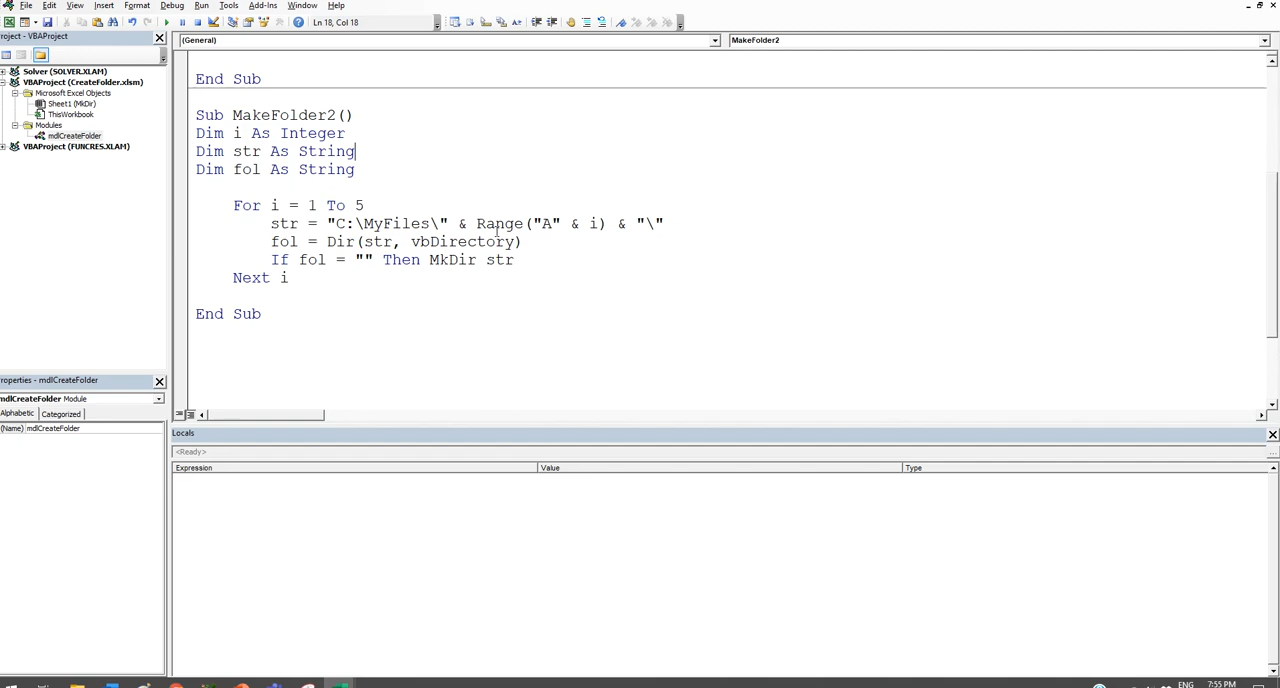 File Edit View Insert Format Debug Run Tools Add-Ins Window Help
Ln 18, Col 18
roject - VBAProject
(General)
MakeFolder2
Solver (SOLVER.XLAM)
VBAProject (CreateFolder.xlsm)
Microsoft Excel Objects
Sheet1 (MkDir)
ThisWorkbook
Modules
mdlCreateFolder
VBAProject (FUNCRES.XLAM)
End Sub
Sub MakeFolder2()
Dim i As Integer
Dim str As String
Dim fol As String
For i = 1 To 5
str = "C:\MyFiles\" & Range("A" & i) & "\"
fol = Dir(str, vbDirectory)
If fol = "" Then MkDir str
Next i
End Sub
roperties - mdlCreateFolder
mdlCreateFolder Module
Alphabetic Categorized
(Name) mdlCreateFolder
Locals
<Ready>
Expression Value Type
ENG 7:55 PM